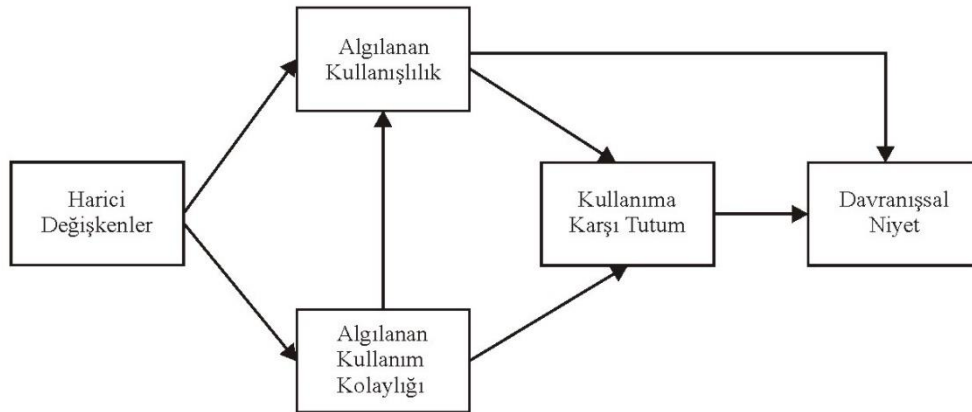 Algılanan
Kullanışlılık
Harici
Değişkenler
Kullanıma
Karşı Tutum
Davranışsal
Niyet
Algılanan
Kullanım
Kolaylığı